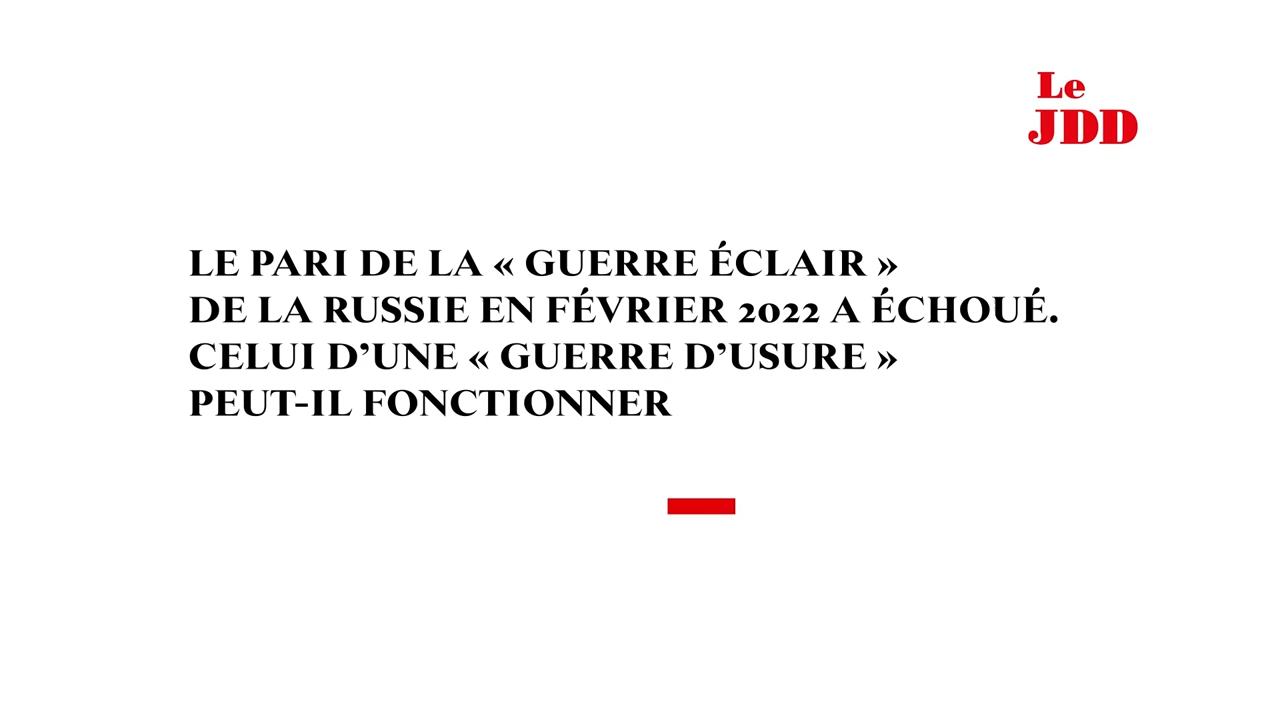 Le
JDD
LE PARI DE LA « GUERRE ÉCLAIR »
DE LA RUSSIE EN FÉVRIER 2022 A ÉCHOUÉ.
CELUI D’UNE « GUERRE D’USURE »
PEUT-IL FONCTIONNER